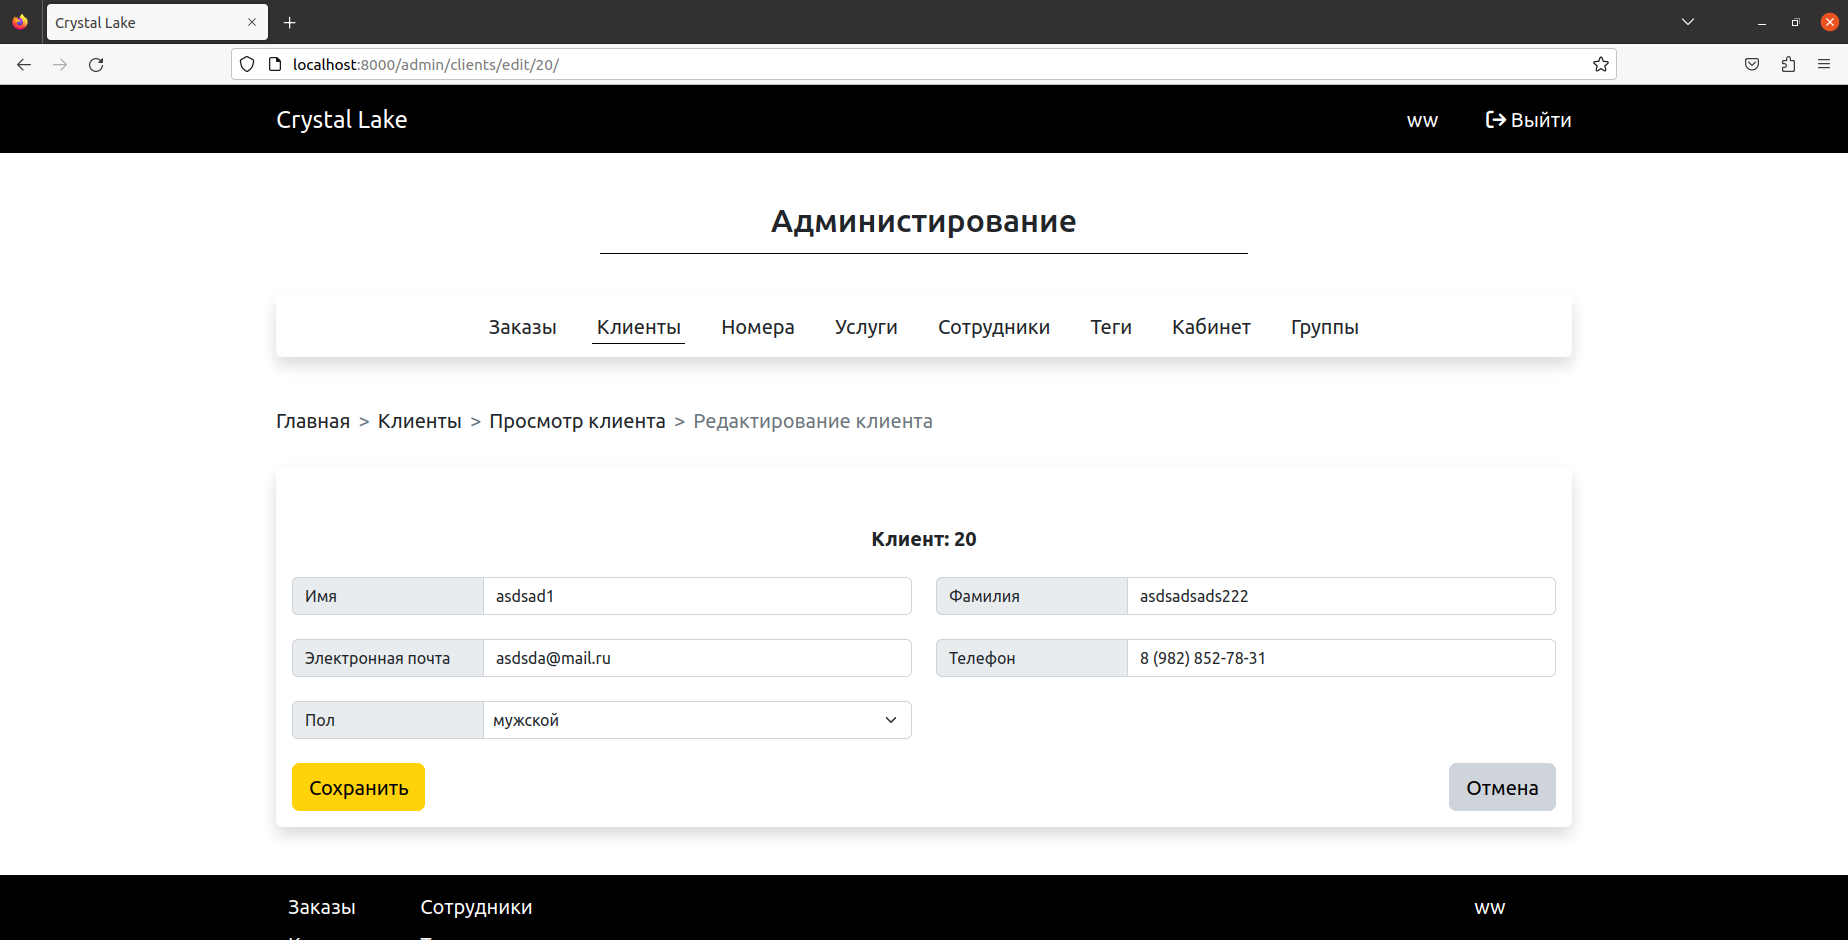 Crystal Lake
localhost:8000/admin/clients/edit/20/
Crystal Lake ww Выйти
Администирование
Заказы Клиенты Номера Услуги Сотрудники Теги Кабинет Группы
Главная > Клиенты > Просмотр клиента > Редактирование клиента
Клиент: 20
Имя asdsad1 Фамилия asdsadsads222
Электронная почта asdsda@mail.ru Телефон 8 (982) 852-78-31
Пол мужской
Сохранить Отмена
Заказы Сотрудники ww